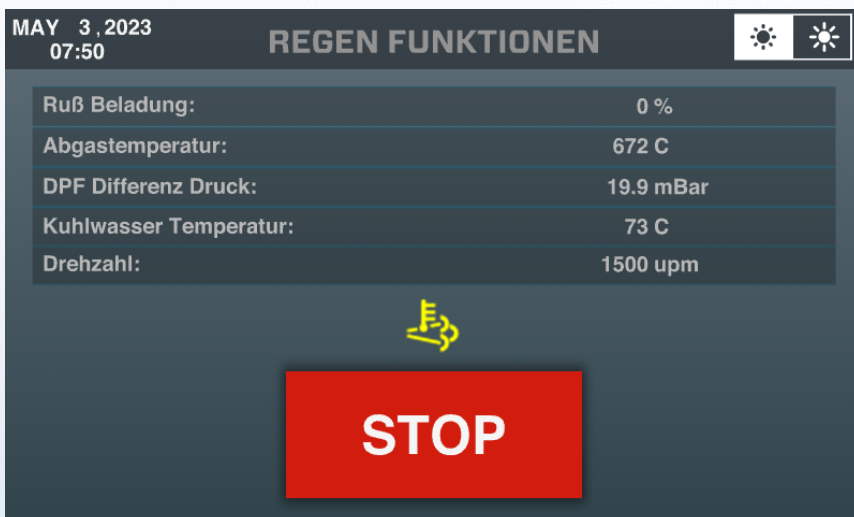 MAY 3,2023
07:50
REGEN FUNKTIONEN
Ruß Beladung: 0 %
Abgastemperatur: 672 C
DPF Differenz Druck: 19.9 mBar
Kuhlwasser Temperatur: 73 C
Drehzahl: 1500 upm
STOP